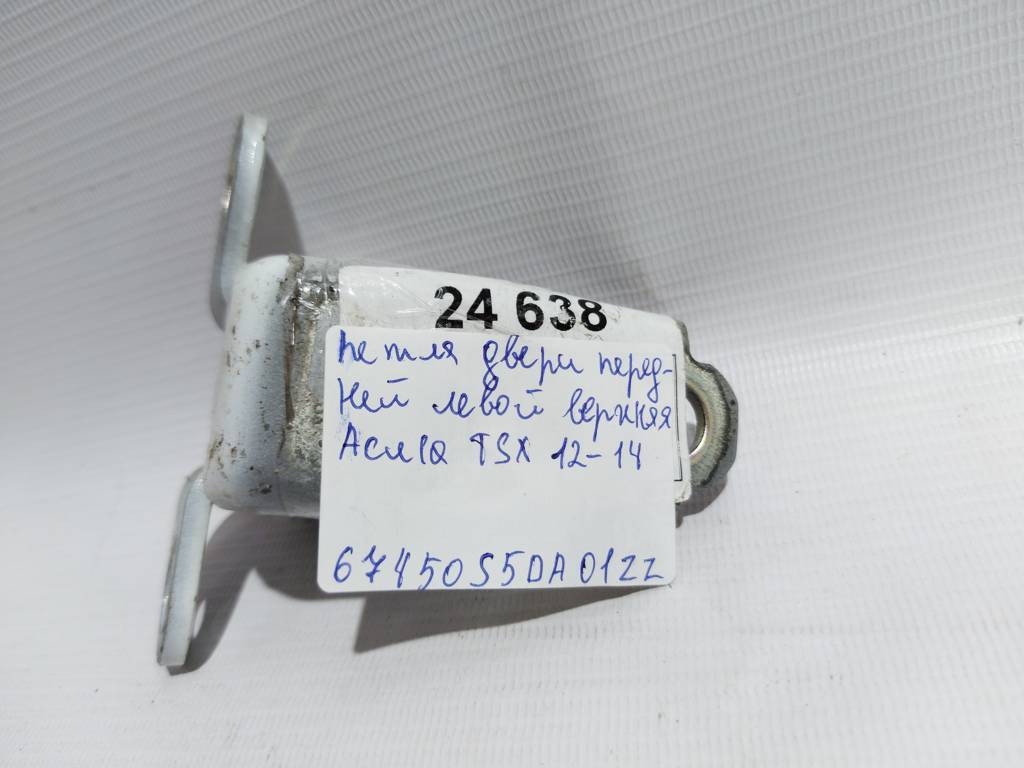 24 638
петля двери перед-
ней левой верхняя
Acura TSX 12-14
67450S5DA01ZZ